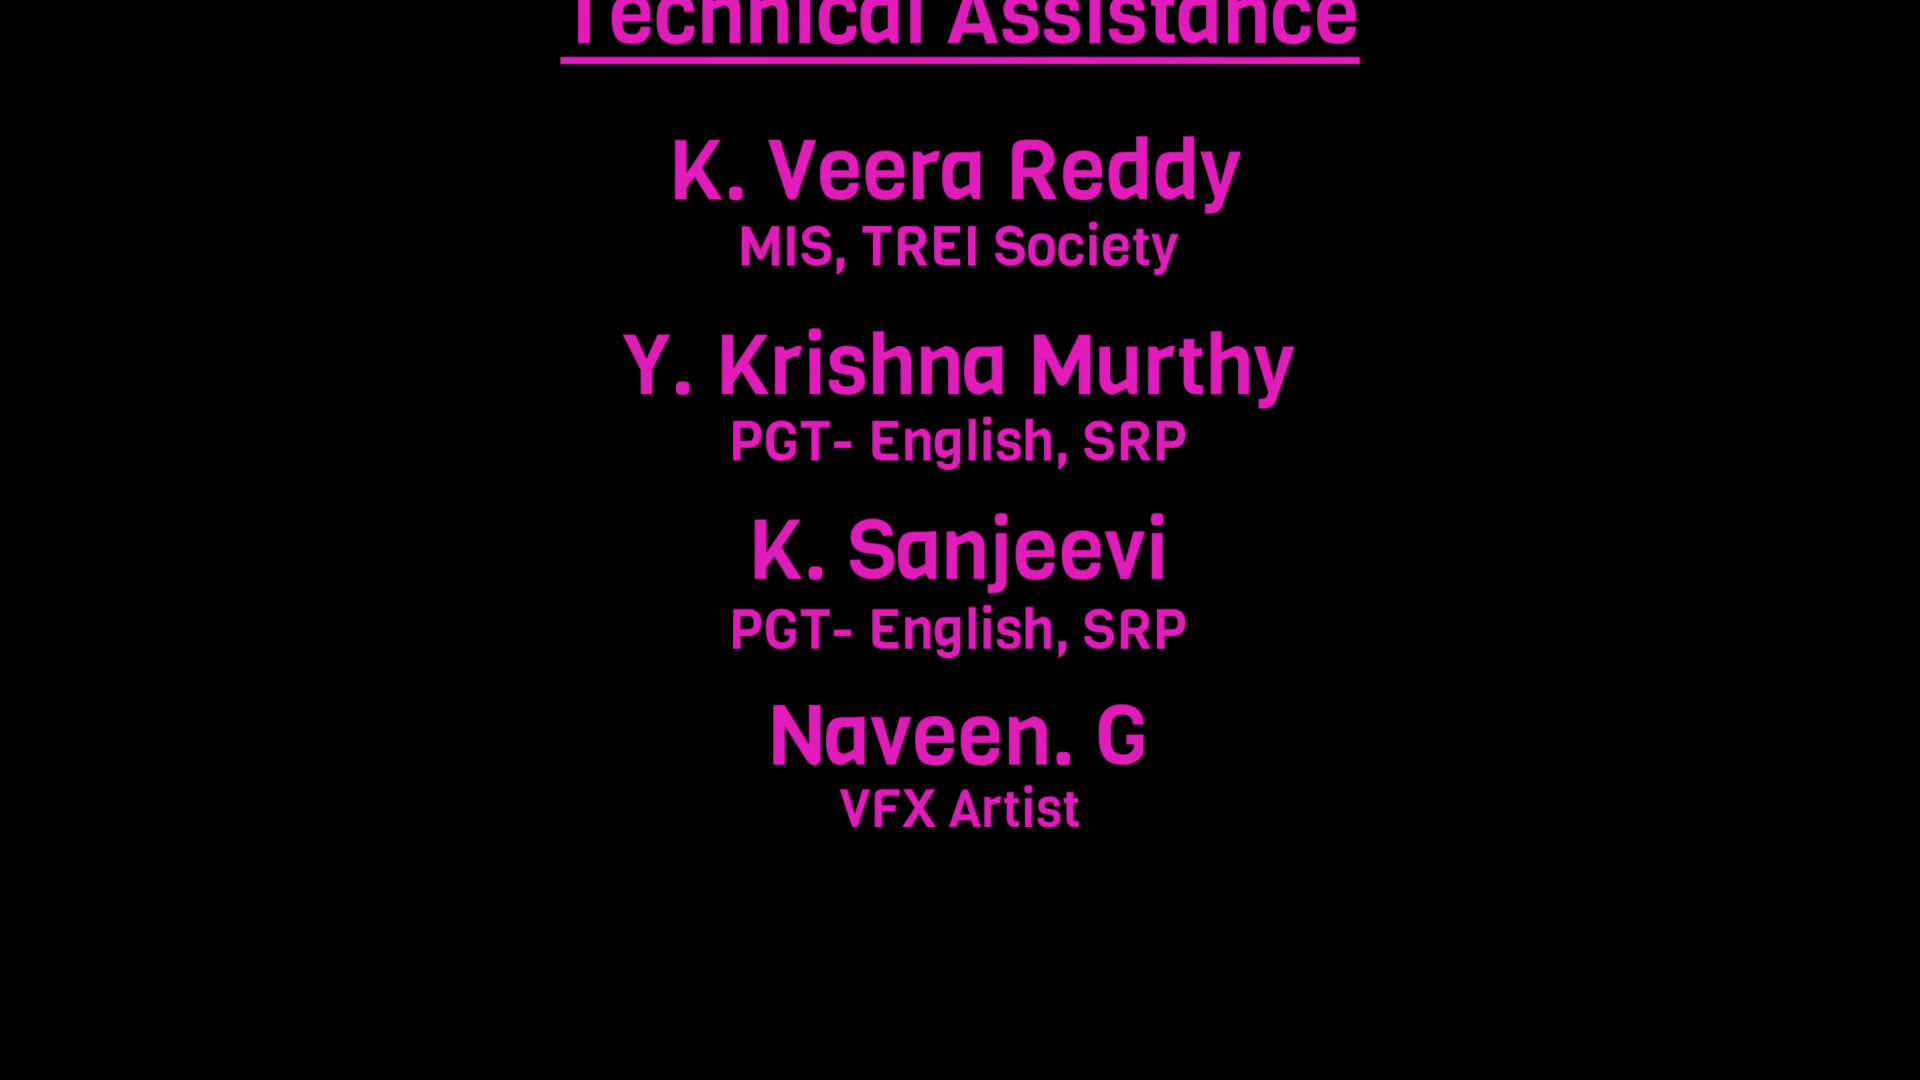 Technical Assistance
K. Veera Reddy
MIS, TREI Society
Y. Krishna Murthy
PGT- English, SRP
K. Sanjeevi
PGT- English, SRP
Naveen. G
VFX Artist